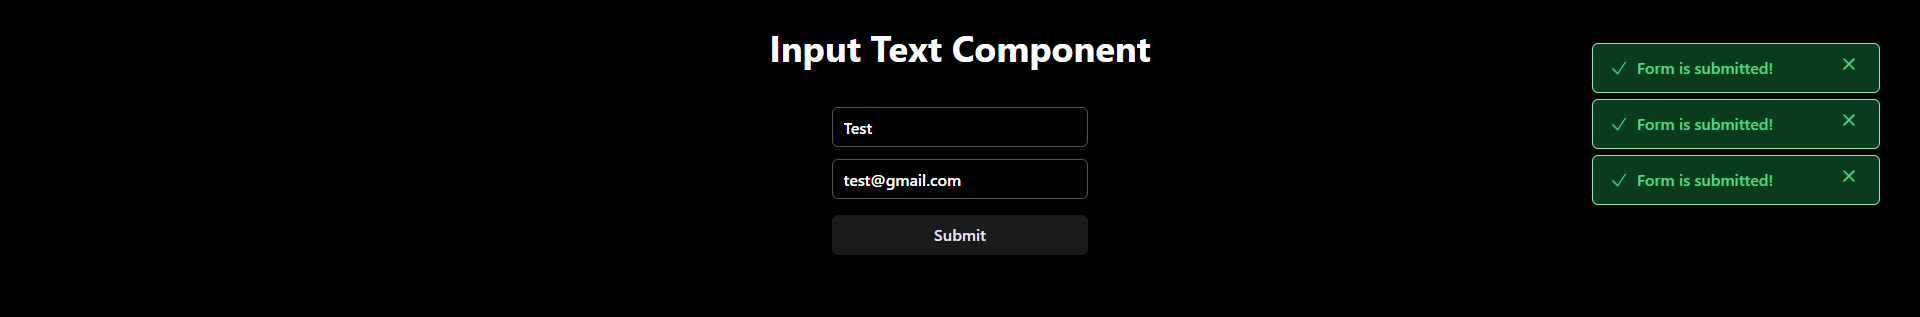 Input Text Component
Test
test@gmail.com
Submit
Form is submitted!
Form is submitted!
Form is submitted!